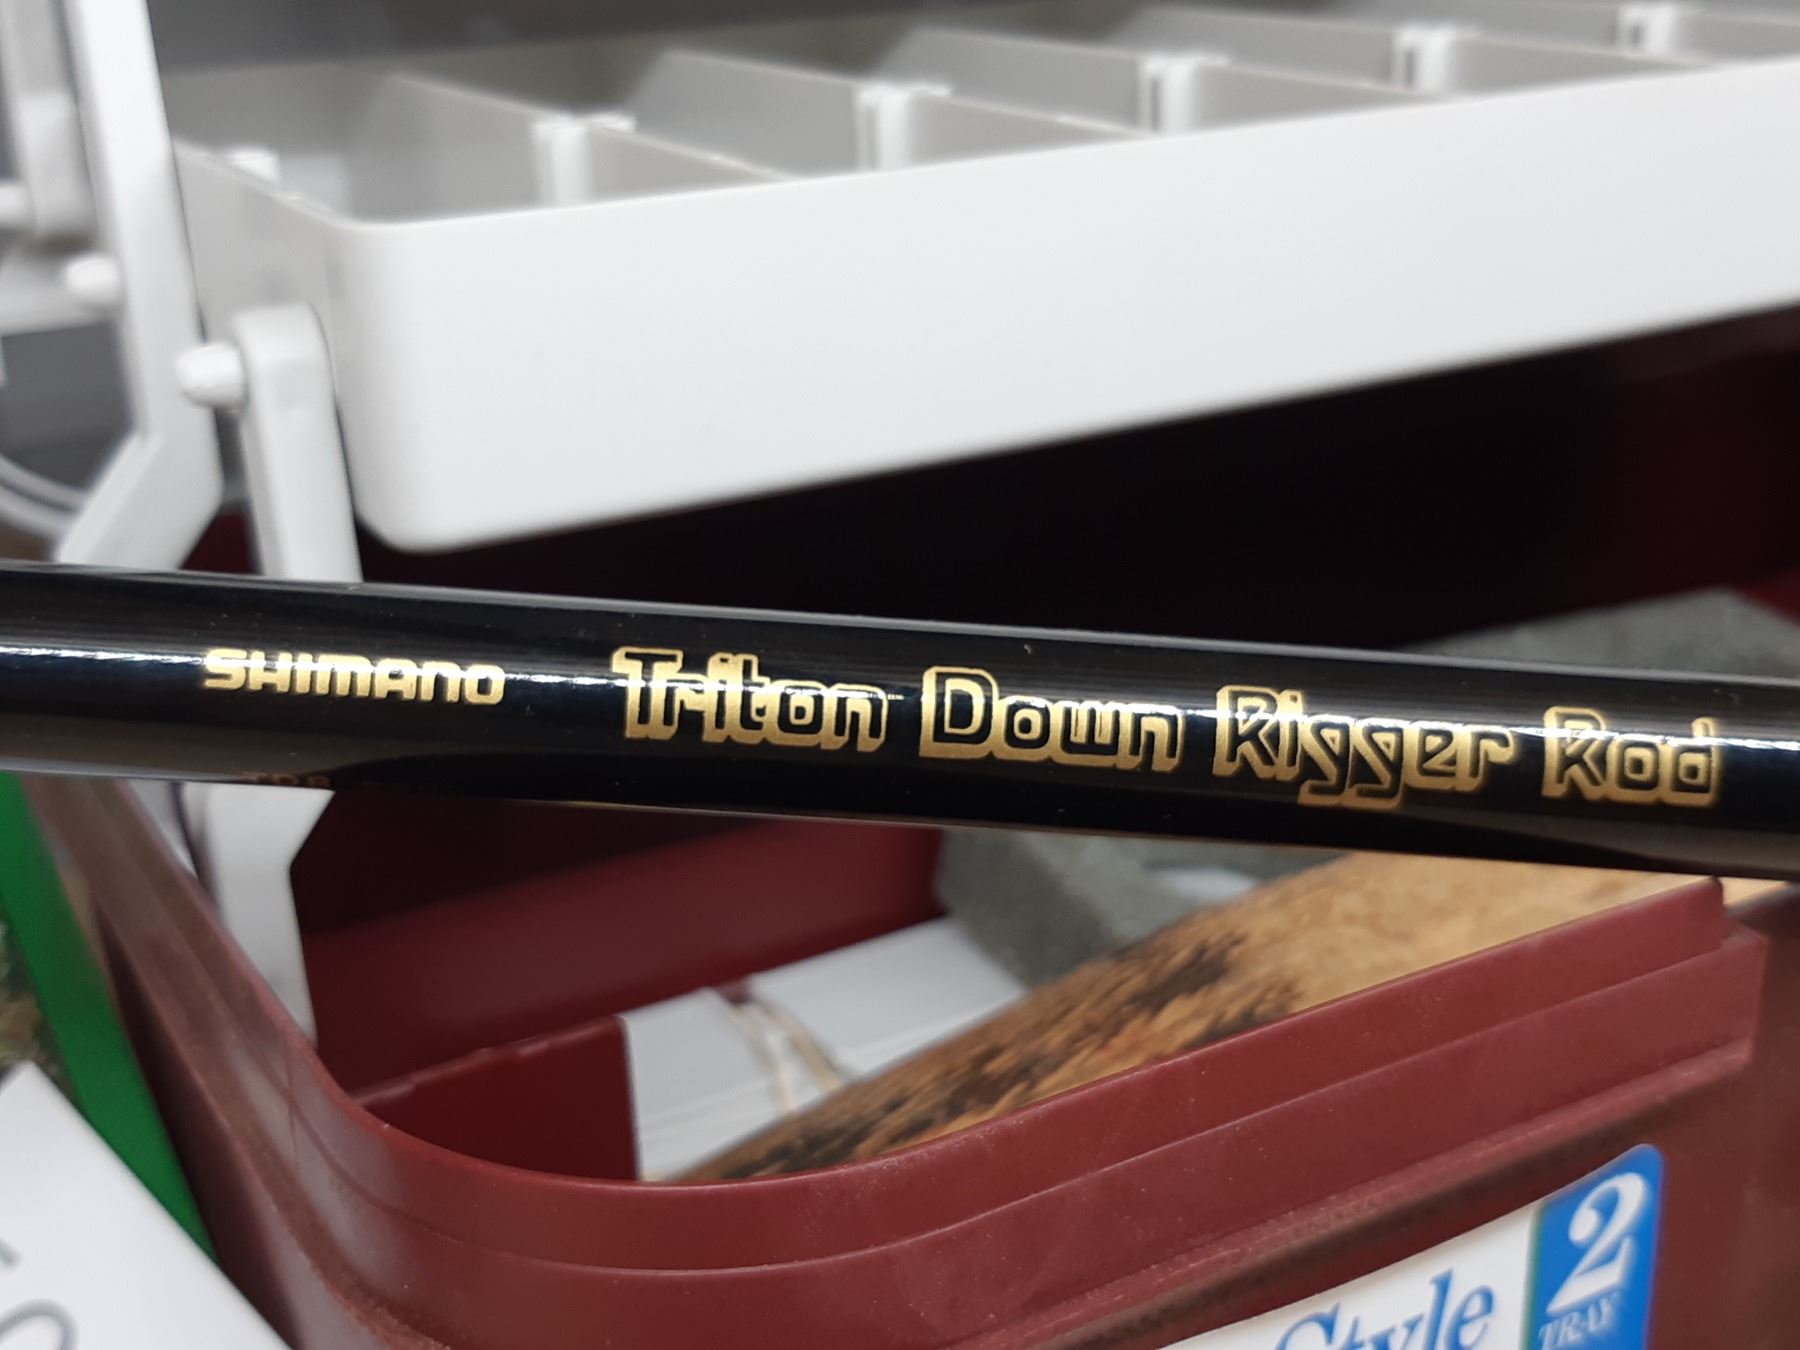 SHIMANO Triton Down Rigger Rod
Style
2
TRAY